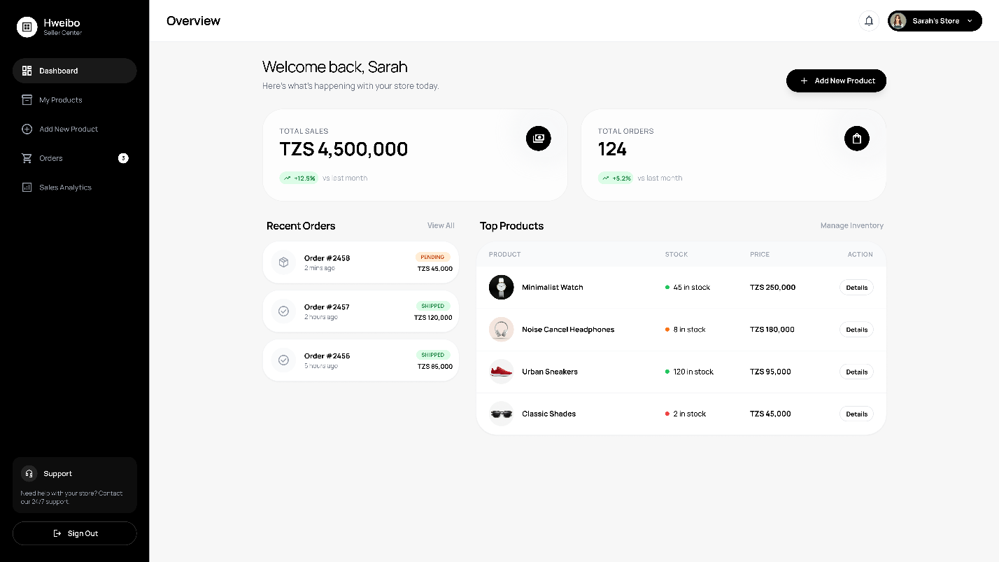 Hweibo
Seller Center
Dashboard
My Products
Add New Product
Orders 3
Sales Analytics
Support
Need help with your store? Contact
our 24/7 support.
Sign Out
Overview
Sarah's Store
Welcome back, Sarah
Here's what's happening with your store today.
Add New Product
TOTAL SALES
TZS 4,500,000
+12.5% vs last month
TOTAL ORDERS
124
+5.2% vs last month
Recent Orders View All
Order #2458 PENDING
2 mins ago TZS 45,000
Order #2457 SHIPPED
2 hours ago TZS 120,000
Order #2456 SHIPPED
5 hours ago TZS 85,000
Top Products Manage Inventory
PRODUCT STOCK PRICE ACTION
Minimalist Watch 45 in stock TZS 250,000 Details
Noise Cancel Headphones 8 in stock TZS 180,000 Details
Urban Sneakers 120 in stock TZS 95,000 Details
Classic Shades 2 in stock TZS 45,000 Details